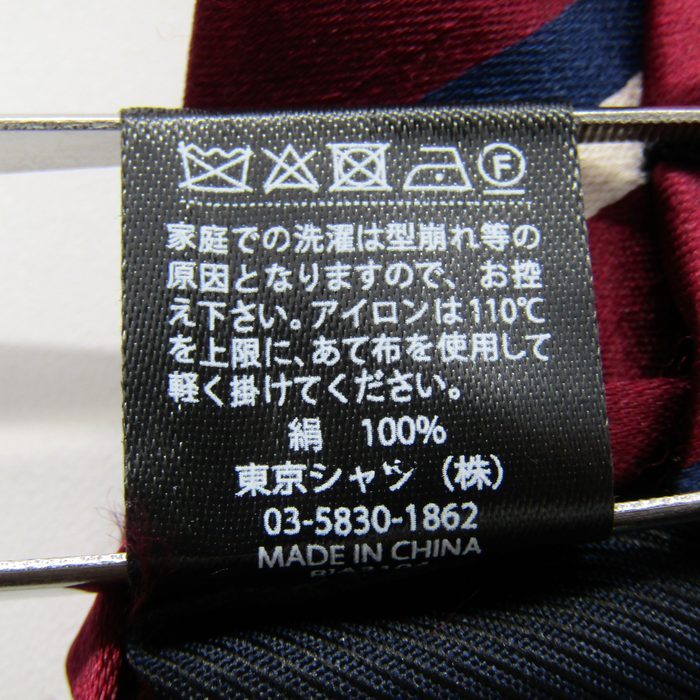 F
家庭での洗濯は型崩れ等の
原因となりますので、お控
え下さい。アイロンは110℃
を上限に、あて布を使用して
軽く掛けてください。
絹 100%
東京シャツ（株）
03-5830-1862
MADE IN CHINA